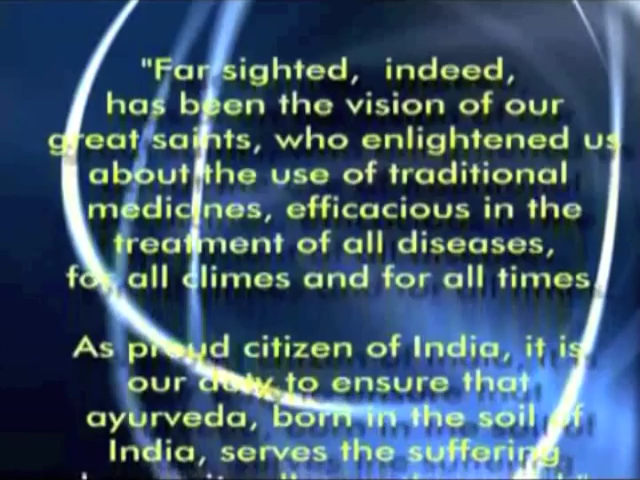 "Far sighted, indeed,
has been the vision of our
great saints, who enlightened us
about the use of traditional
medicines, efficacious in the
treatment of all diseases,
for all climes and for all times.
As proud citizen of India, it is
our duty to ensure that
ayurveda, born in the soil of
India, serves the suffering